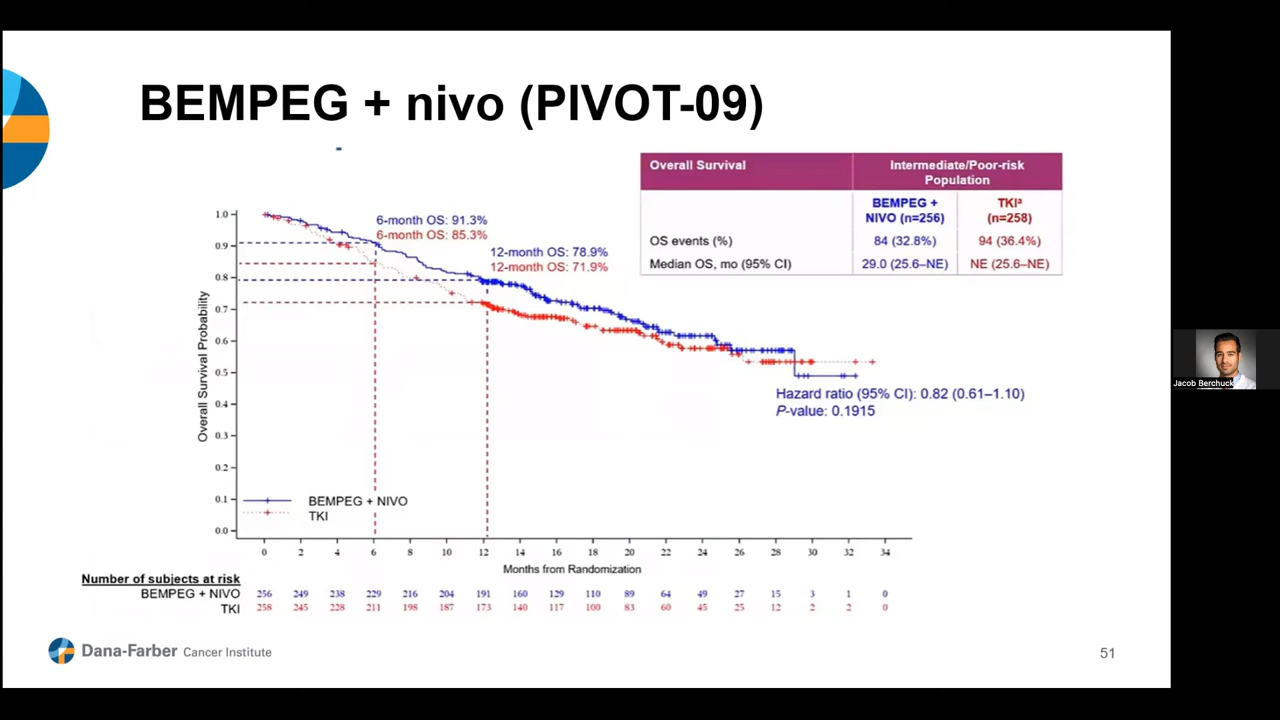 BEMPEG + nivo (PIVOT-09)
Overall Survival
Intermediate/Poor-risk
Population
BEMPEG +
NIVO (n=256)
TKIª
(n=258)
OS events (%)
84 (32.8%)
94 (36.4%)
Median OS, mo (95% CI)
29.0 (25.6–NE)
NE (25.6–NE)
6-month OS: 91.3%
6-month OS: 85.3%
12-month OS: 78.9%
12-month OS: 71.9%
Overall Survival Probability
1.0
0.9
0.8
0.7
0.6
0.5
0.4
0.3
0.2
0.1
0.0
Hazard ratio (95% CI): 0.82 (0.61–1.10)
P-value: 0.1915
BEMPEG + NIVO
TKI
0 2 4 6 8 10 12 14 16 18 20 22 24 26 28 30 32 34
Months from Randomization
Number of subjects at risk
BEMPEG + NIVO 256 249 238 229 216 204 191 160 129 110 89 64 49 27 15 3 1 0
TKI 258 245 228 211 198 187 173 140 117 100 83 60 45 25 12 2 2 0
Dana-Farber Cancer Institute
51
Jacob Berchuck